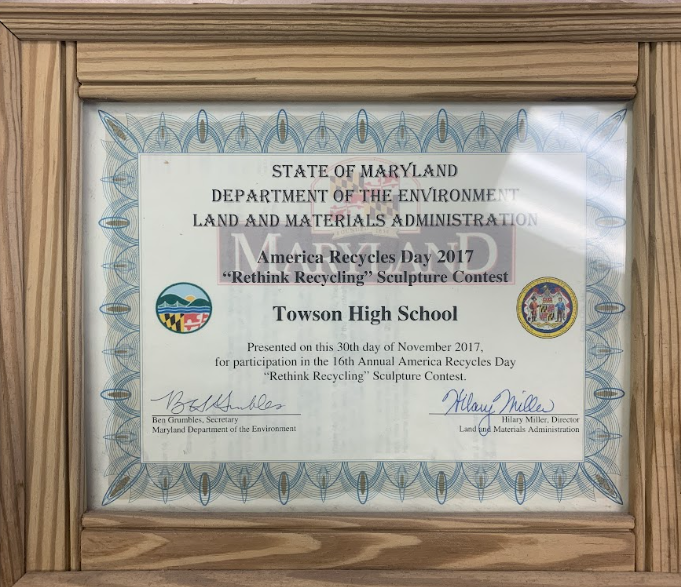 STATE OF MARYLAND
DEPARTMENT OF THE ENVIRONMENT
LAND AND MATERIALS ADMINISTRATION
MARYLAND
America Recycles Day 2017
“Rethink Recycling” Sculpture Contest
Towson High School
Presented on this 30th day of November 2017,
for participation in the 16th Annual America Recycles Day
“Rethink Recycling” Sculpture Contest.
Ben Grumbles, Secretary
Maryland Department of the Environment
Hilary Miller
Hilary Miller, Director
Land and Materials Administration